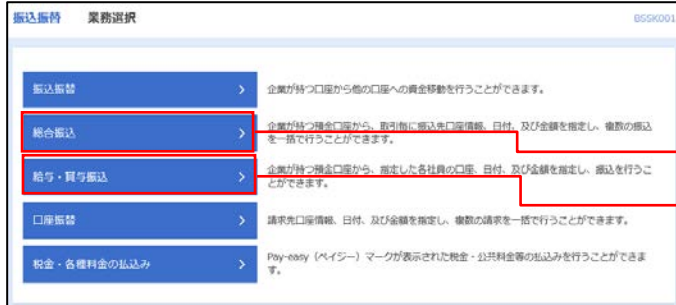 振込振替 業務選択 BSSK001
振込振替 企業が持つ口座から他の口座への資金移動を行うことができます。
総合振込 企業が持つ預金口座から、取引毎に振込先口座情報、日付、及び金額を指定し、複数の振込
を一括で行うことができます。
給与・賞与振込 企業が持つ預金口座から、指定した各社員の口座、日付、及び金額を指定し、振込を行うこ
とができます。
口座振替 請求先口座情報、日付、及び金額を指定し、複数の請求を一括で行うことができます。
税金・各種料金の払込み Pay-easy（ペイジー）マークが表示された税金・公共料金等の払込みを行うことができま
す。